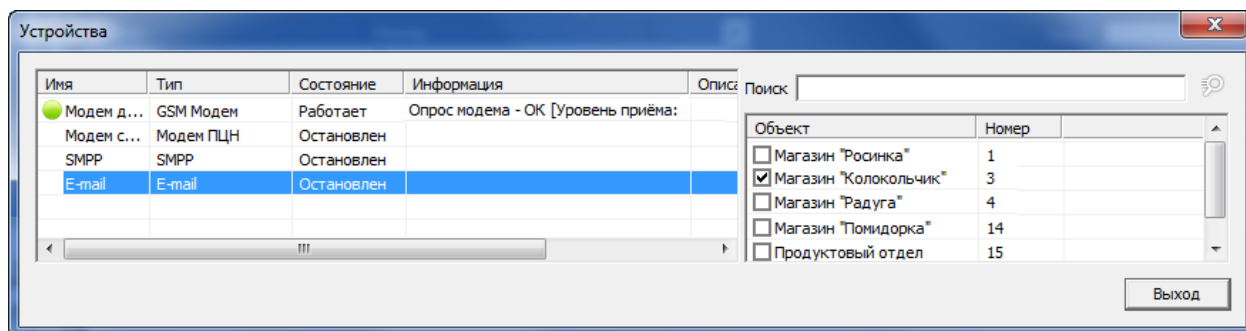 Устройства
Имя Тип Состояние Информация Описа
Модем д... GSM Модем Работает Опрос модема - ОК [Уровень приёма:
Модем с... Модем ПЦН Остановлен
SMPP SMPP Остановлен
E-mail E-mail Остановлен
Поиск
Объект Номер
Магазин "Росинка" 1
Магазин "Колокольчик" 3
Магазин "Радуга" 4
Магазин "Помидорка" 14
Продуктовый отдел 15
Выход